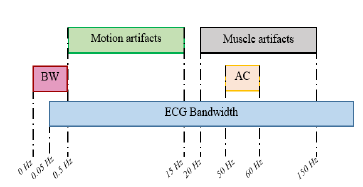 Motion artifacts
Muscle artifacts
BW
AC
ECG Bandwidth
0 Hz
0.05 Hz
0.5 Hz
15 Hz
20 Hz
50 Hz
60 Hz
150 Hz